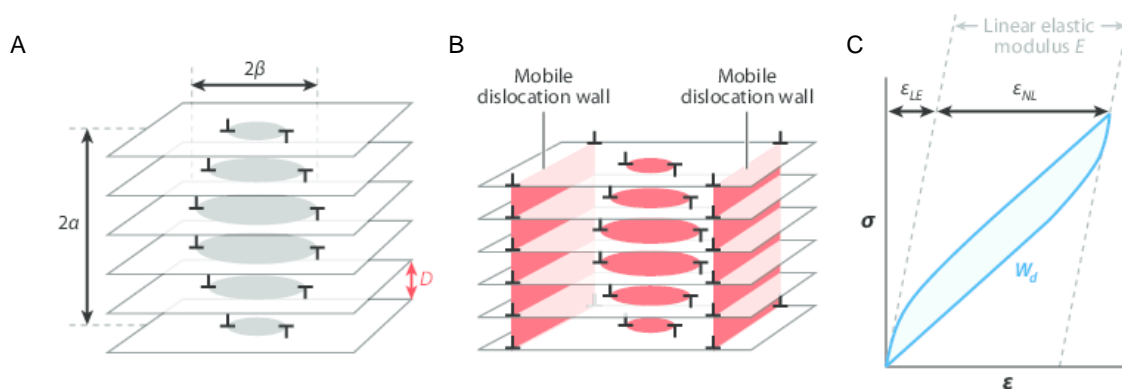 A
2β
2α
D
B
Mobile
dislocation wall
Mobile
dislocation wall
C
Linear elastic
modulus E
ε_LE
ε_NL
σ
W_d
ε